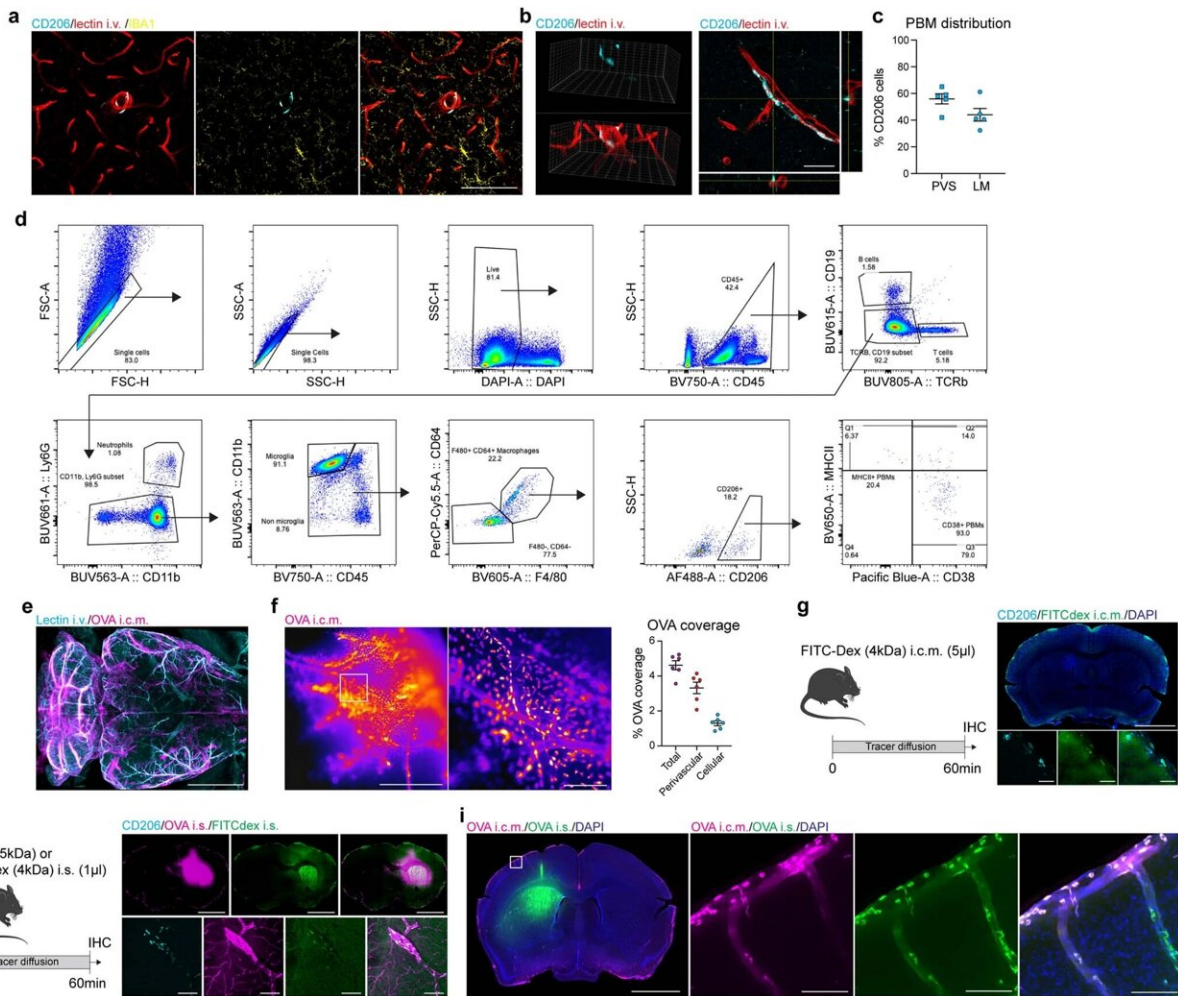 a
CD206/lectin i.v. /IBA1
b
CD206/lectin i.v.
c
PBM distribution
% CD206 cells
100
80
60
40
20
0
PVS
LM
d
FSC-A
Single cells
83.0
FSC-H
SSC-A
Single Cells
98.3
SSC-H
SSC-H
Live
81.4
DAPI-A :: DAPI
SSC-H
CD45+
42.4
BV750-A :: CD45
BUV615-A :: CD19
B cells
1.58
TCRB, CD19 subset
92.2
T cells
5.18
BUV805-A :: TCRb
BUV661-A :: Ly6G
Neutrophils
1.08
CD11b, Ly6G subset
98.5
BUV563-A :: CD11b
BUV563-A :: CD11b
Microglia
91.1
Non microglia
8.76
BV750-A :: CD45
PerCP-Cy5.5-A :: CD64
F480+ CD64+ Macrophages
22.2
F480-, CD64-
77.5
BV605-A :: F4/80
SSC-H
CD206+
18.2
AF488-A :: CD206
BV650-A :: MHCII
Q1
6.37
Q2
14.0
MHCII+ PBMs
20.4
CD38+ PBMs
93.0
Q4
0.64
Q3
79.0
Pacific Blue-A :: CD38
e
Lectin i.v./OVA i.c.m.
f
OVA i.c.m.
OVA coverage
% OVA coverage
6
4
2
0
Total
Perivascular
Cellular
g
FITC-Dex (4kDa) i.c.m. (5μl)
IHC
Tracer diffusion
0
60min
CD206/FITCdex i.c.m./DAPI
5kDa) or
ex (4kDa) i.s. (1μl)
IHC
racer diffusion
60min
CD206/OVA i.s./FITCdex i.s.
i
OVA i.c.m./OVA i.s./DAPI
OVA i.c.m./OVA i.s./DAPI